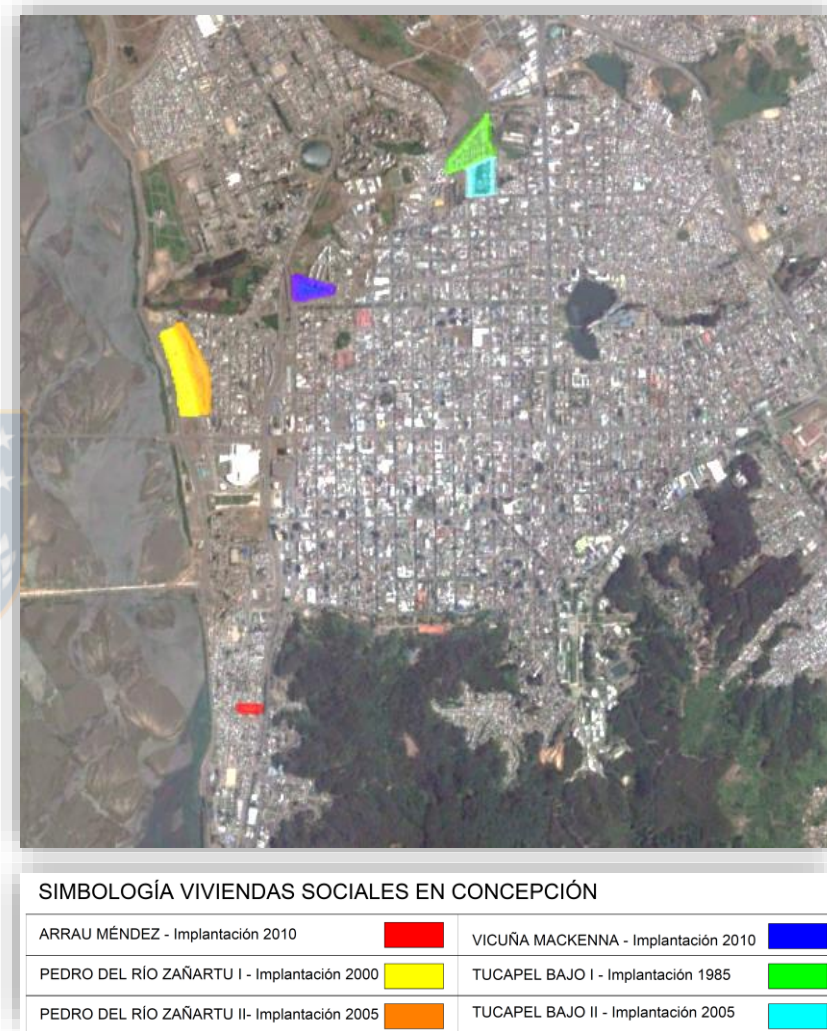 SIMBOLOGÍA VIVIENDAS SOCIALES EN CONCEPCIÓN
ARRAU MÉNDEZ - Implantación 2010
VICUÑA MACKENNA - Implantación 2010
PEDRO DEL RÍO ZAÑARTU I - Implantación 2000
TUCAPEL BAJO I - Implantación 1985
PEDRO DEL RÍO ZAÑARTU II- Implantación 2005
TUCAPEL BAJO II - Implantación 2005